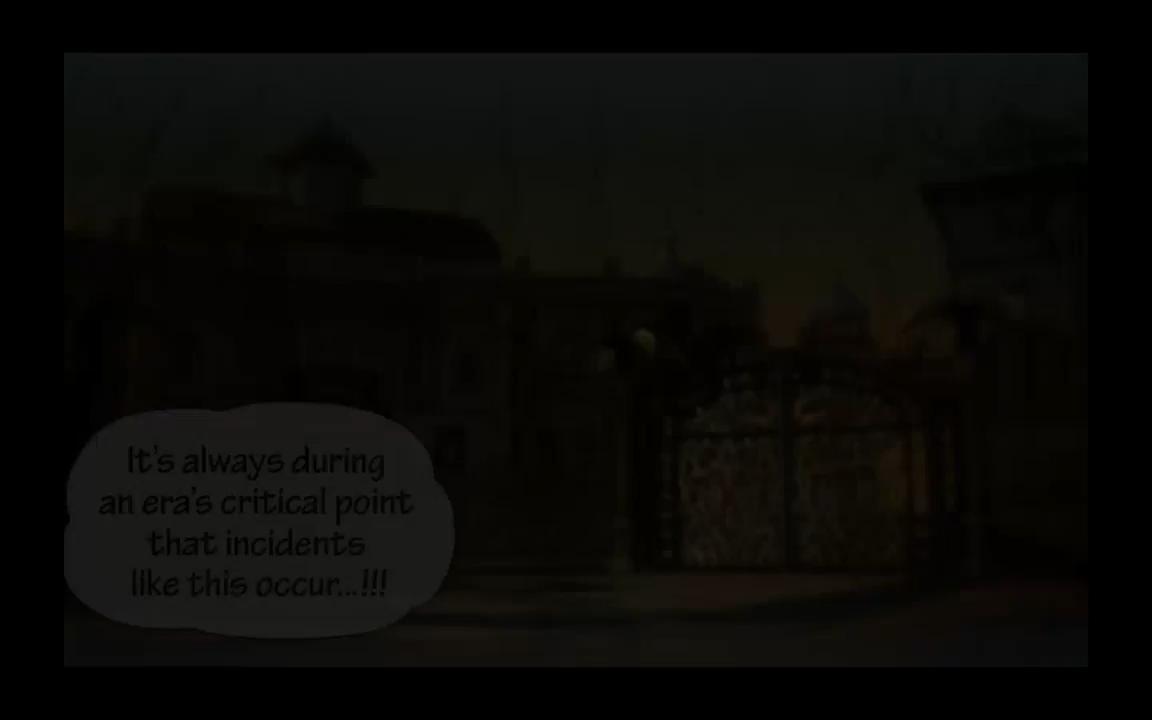 It's always during
an era's critical point
that incidents
like this occur...!!!